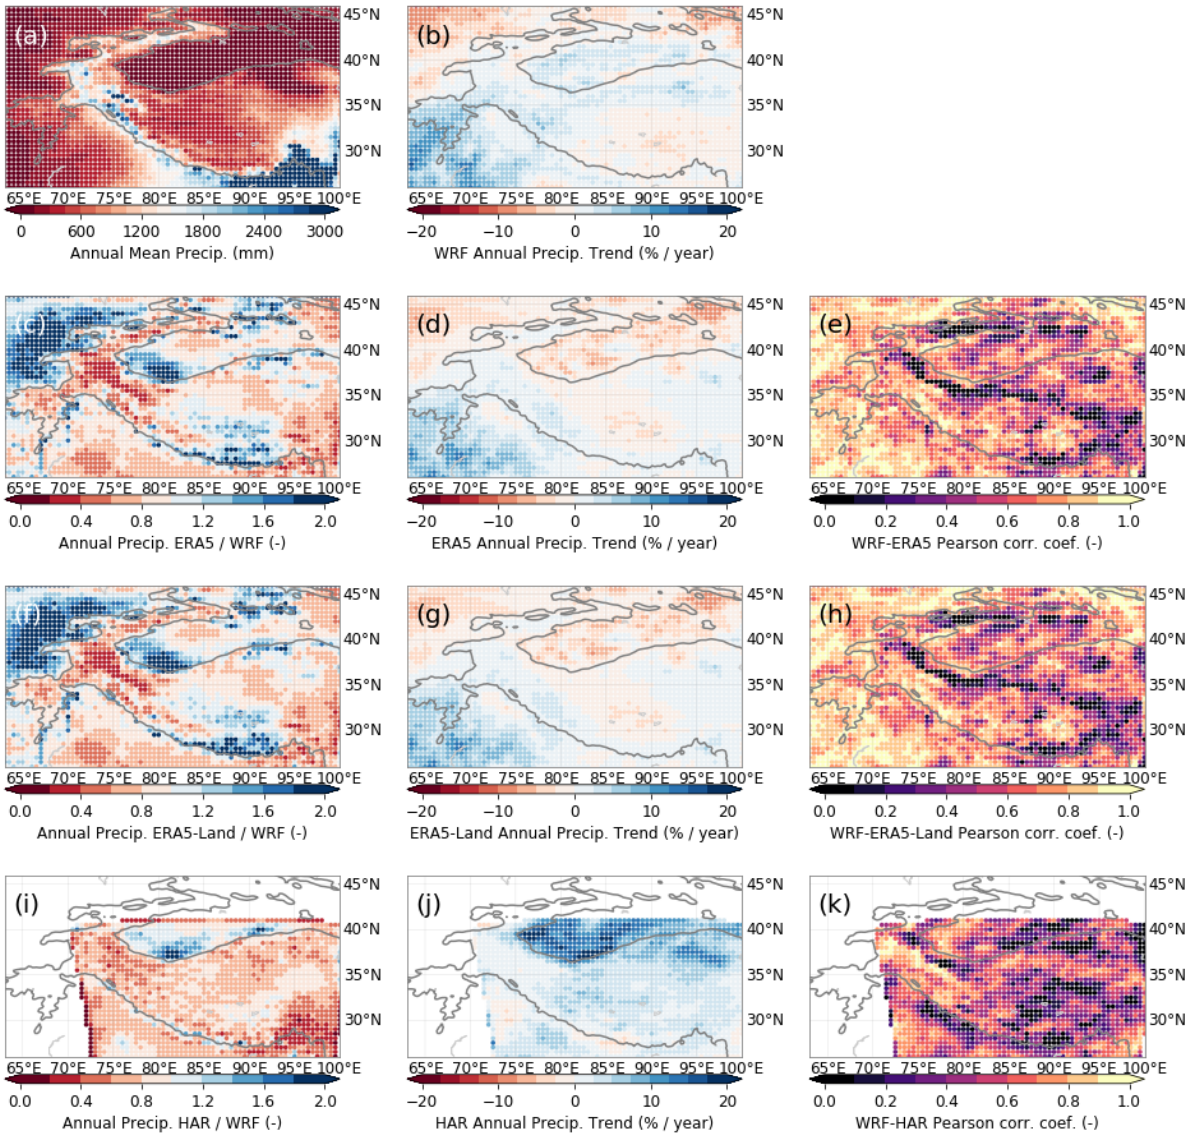 (a)
45°N
40°N
35°N
30°N
65°E 70°E 75°E 80°E 85°E 90°E 95°E 100°E
0 600 1200 1800 2400 3000
Annual Mean Precip. (mm)
(b)
45°N
40°N
35°N
30°N
65°E 70°E 75°E 80°E 85°E 90°E 95°E 100°E
−20 −10 0 10 20
WRF Annual Precip. Trend (% / year)
(c)
45°N
40°N
35°N
30°N
65°E 70°E 75°E 80°E 85°E 90°E 95°E 100°E
0.0 0.4 0.8 1.2 1.6 2.0
Annual Precip. ERA5 / WRF (-)
(d)
45°N
40°N
35°N
30°N
65°E 70°E 75°E 80°E 85°E 90°E 95°E 100°E
−20 −10 0 10 20
ERA5 Annual Precip. Trend (% / year)
(e)
45°N
40°N
35°N
30°N
65°E 70°E 75°E 80°E 85°E 90°E 95°E 100°E
0.0 0.2 0.4 0.6 0.8 1.0
WRF-ERA5 Pearson corr. coef. (-)
(f)
45°N
40°N
35°N
30°N
65°E 70°E 75°E 80°E 85°E 90°E 95°E 100°E
0.0 0.4 0.8 1.2 1.6 2.0
Annual Precip. ERA5-Land / WRF (-)
(g)
45°N
40°N
35°N
30°N
65°E 70°E 75°E 80°E 85°E 90°E 95°E 100°E
−20 −10 0 10 20
ERA5-Land Annual Precip. Trend (% / year)
(h)
45°N
40°N
35°N
30°N
65°E 70°E 75°E 80°E 85°E 90°E 95°E 100°E
0.0 0.2 0.4 0.6 0.8 1.0
WRF-ERA5-Land Pearson corr. coef. (-)
(i)
45°N
40°N
35°N
30°N
65°E 70°E 75°E 80°E 85°E 90°E 95°E 100°E
0.0 0.4 0.8 1.2 1.6 2.0
Annual Precip. HAR / WRF (-)
(j)
45°N
40°N
35°N
30°N
65°E 70°E 75°E 80°E 85°E 90°E 95°E 100°E
−20 −10 0 10 20
HAR Annual Precip. Trend (% / year)
(k)
45°N
40°N
35°N
30°N
65°E 70°E 75°E 80°E 85°E 90°E 95°E 100°E
0.0 0.2 0.4 0.6 0.8 1.0
WRF-HAR Pearson corr. coef. (-)